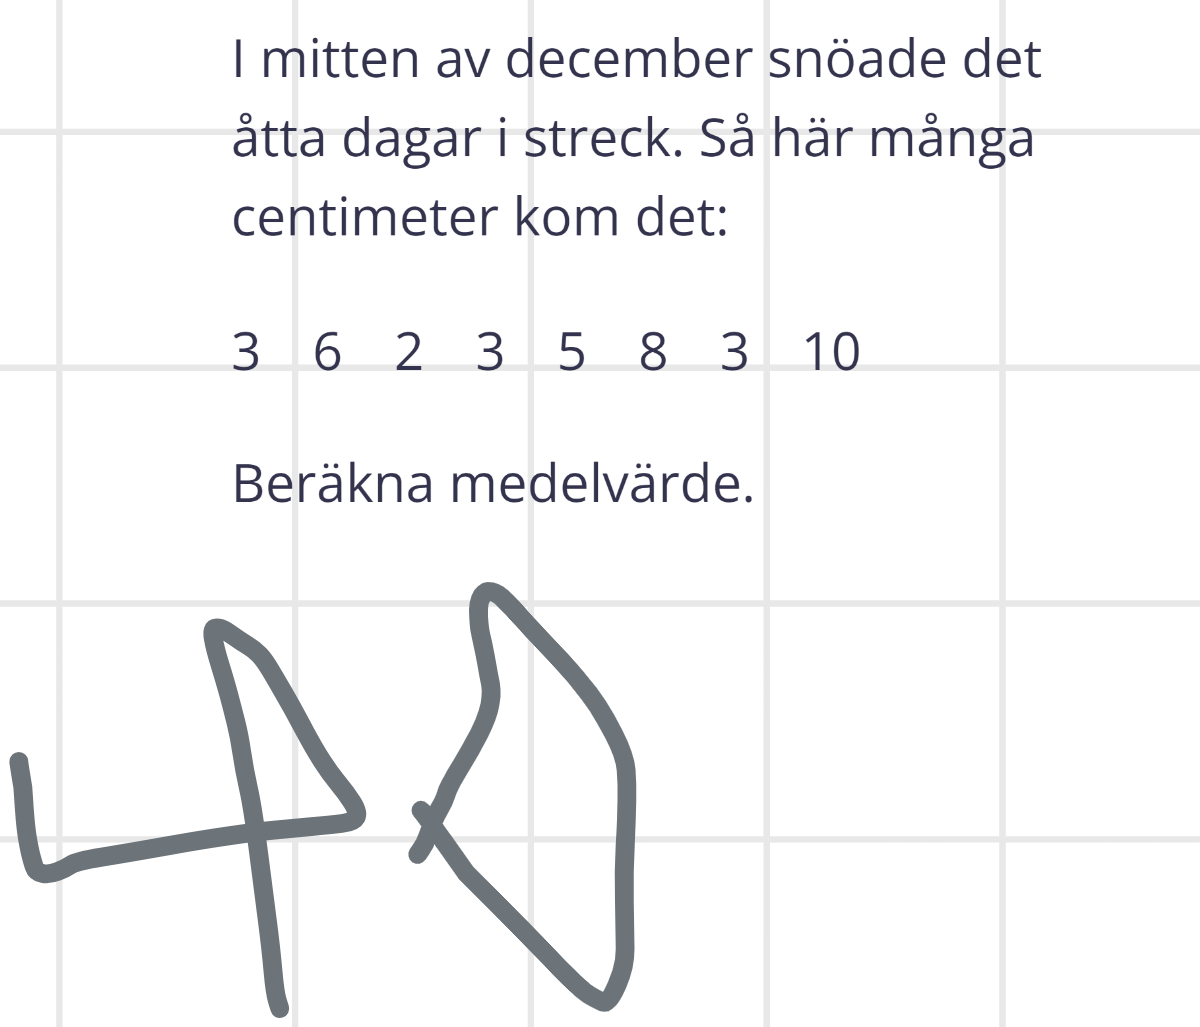 I mitten av december snöade det
åtta dagar i streck. Så här många
centimeter kom det:
3 6 2 3 5 8 3 10
Beräkna medelvärde.
40